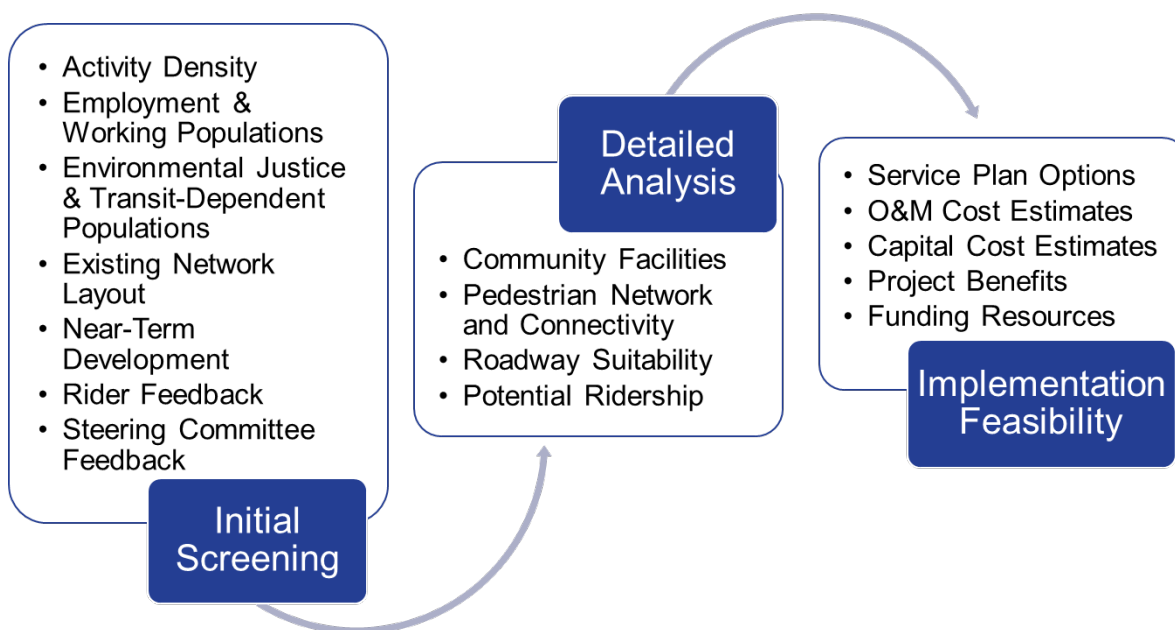 • Activity Density
• Employment &
Working Populations
• Environmental Justice
& Transit-Dependent
Populations
• Existing Network
Layout
• Near-Term
Development
• Rider Feedback
• Steering Committee
Feedback
Initial
Screening
Detailed
Analysis
• Community Facilities
• Pedestrian Network
and Connectivity
• Roadway Suitability
• Potential Ridership
• Service Plan Options
• O&M Cost Estimates
• Capital Cost Estimates
• Project Benefits
• Funding Resources
Implementation
Feasibility